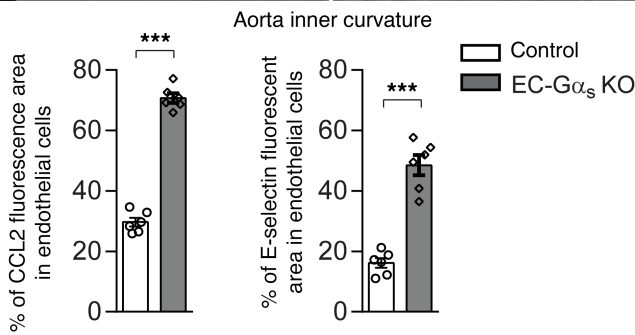 Aorta inner curvature
% of CCL2 fluorescence area
in endothelial cells
***
80
60
40
20
0
% of E-selectin fluorescent
area in endothelial cells
***
80
60
40
20
0
Control
EC-Gαs KO